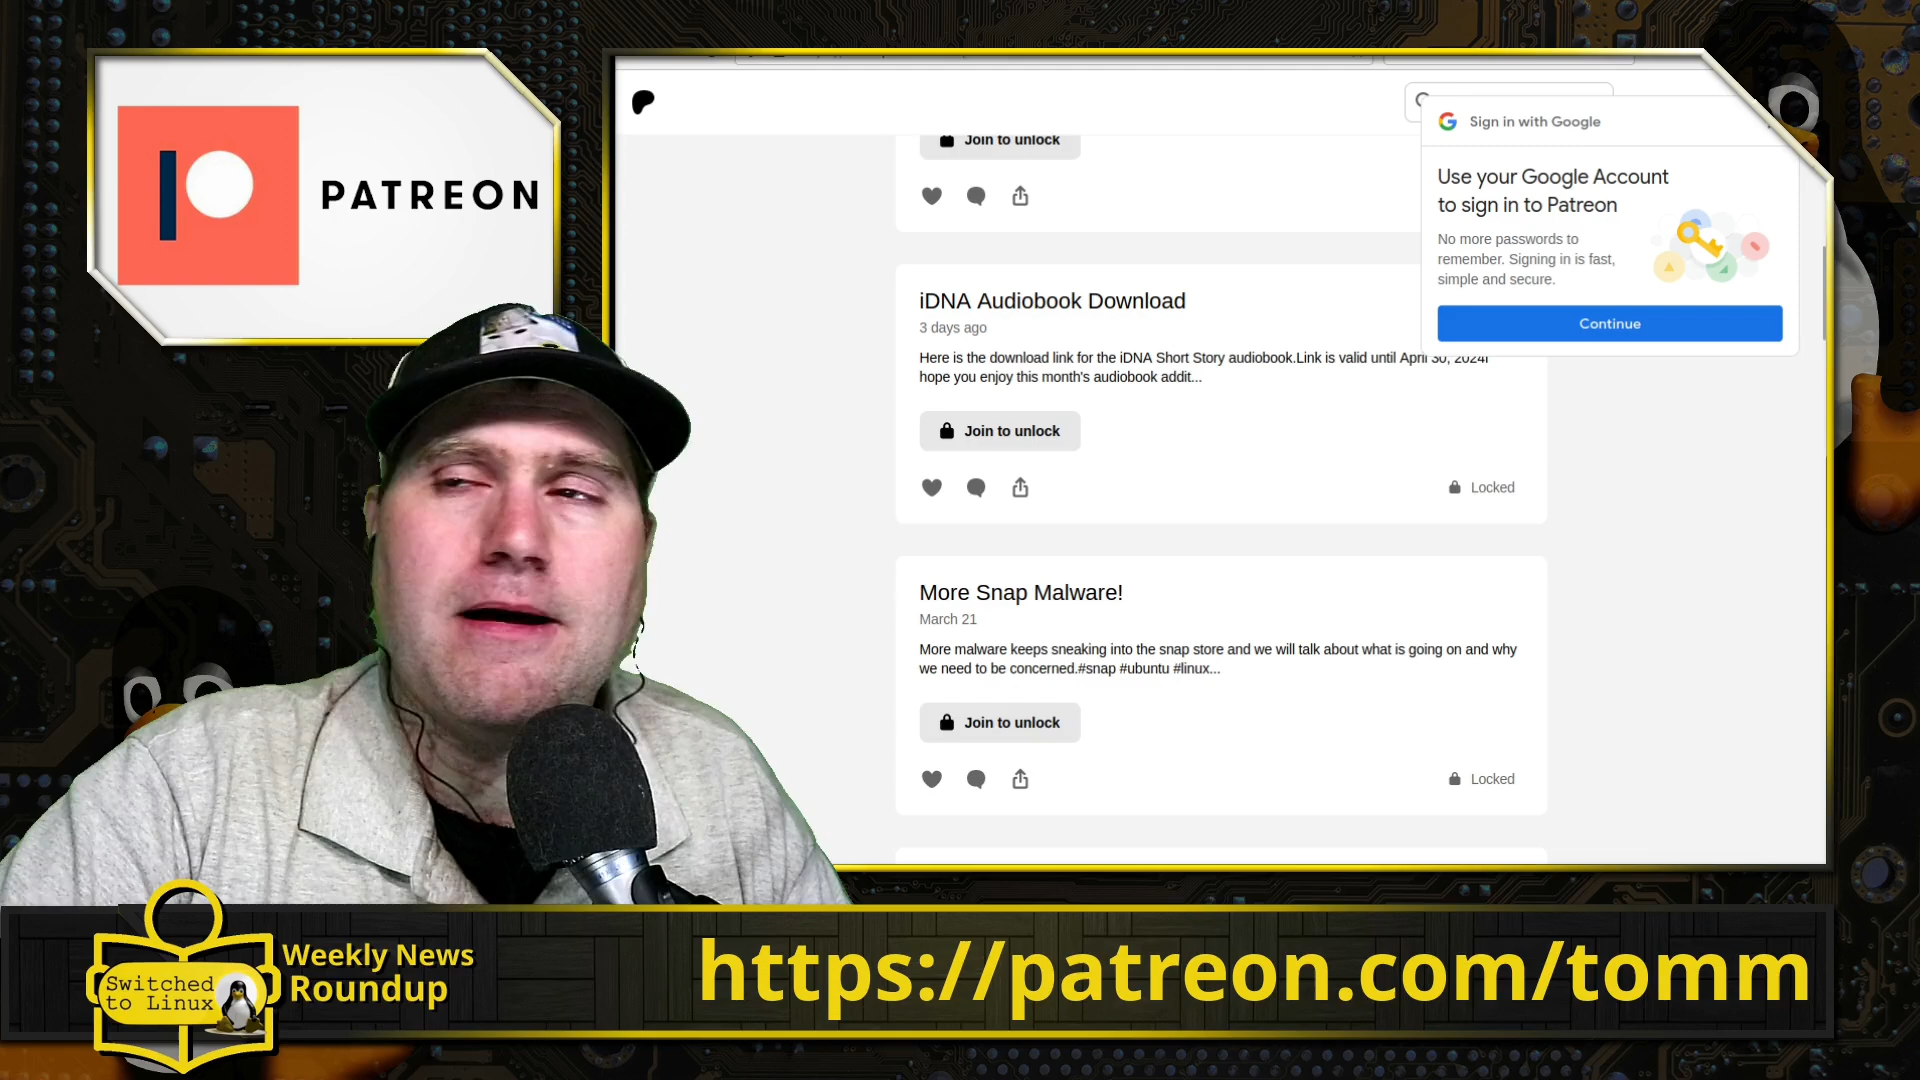 PATREON
Join to unlock
Sign in with Google
Use your Google Account
to sign in to Patreon
No more passwords to
remember. Signing in is fast,
simple and secure.
Continue
iDNA Audiobook Download
3 days ago
Here is the download link for the iDNA Short Story audiobook.Link is valid until April 30, 2024I
hope you enjoy this month's audiobook addit...
Join to unlock
Locked
More Snap Malware!
March 21
More malware keeps sneaking into the snap store and we will talk about what is going on and why
we need to be concerned.#snap #ubuntu #linux...
Join to unlock
Locked
Switched
to Linux
Weekly News
Roundup
https://patreon.com/tomm